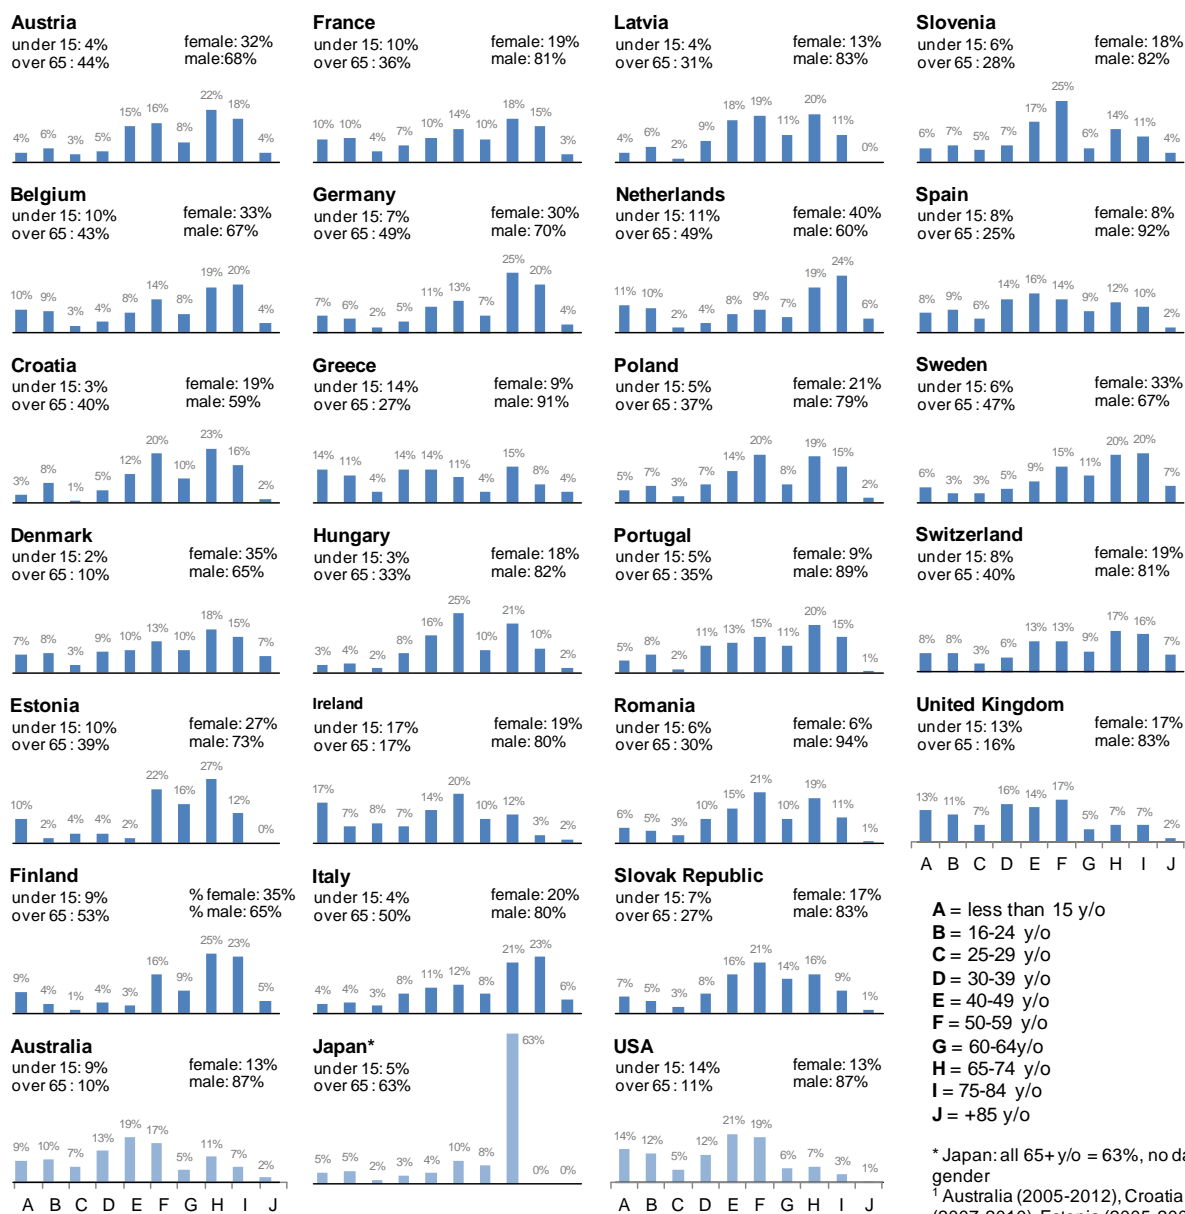 Austria
under 15: 4%
over 65: 44%
female: 32%
male:68%
4% 6% 3% 5% 15% 16% 8% 22% 18% 4%
France
under 15: 10%
over 65: 36%
female: 19%
male: 81%
10% 10% 4% 7% 10% 14% 10% 18% 15% 3%
Latvia
under 15: 4%
over 65: 31%
female: 13%
male: 83%
4% 6% 2% 9% 18% 19% 11% 20% 11% 0%
Slovenia
under 15: 6%
over 65: 28%
female: 18%
male: 82%
6% 7% 5% 7% 17% 25% 6% 14% 11% 4%
Belgium
under 15: 10%
over 65: 43%
female: 33%
male: 67%
10% 9% 3% 4% 8% 14% 8% 19% 20% 4%
Germany
under 15: 7%
over 65: 49%
female: 30%
male: 70%
7% 6% 2% 5% 11% 13% 7% 25% 20% 4%
Netherlands
under 15: 11%
over 65: 49%
female: 40%
male: 60%
11% 10% 2% 4% 8% 9% 7% 19% 24% 6%
Spain
under 15: 8%
over 65: 25%
female: 8%
male: 92%
8% 9% 6% 14% 16% 14% 9% 12% 10% 2%
Croatia
under 15: 3%
over 65: 40%
female: 19%
male: 59%
3% 8% 1% 5% 12% 20% 10% 23% 16% 2%
Greece
under 15: 14%
over 65: 27%
female: 9%
male: 91%
14% 11% 4% 14% 14% 11% 4% 15% 8% 4%
Poland
under 15: 5%
over 65: 37%
female: 21%
male: 79%
5% 7% 3% 7% 14% 20% 8% 19% 15% 2%
Sweden
under 15: 6%
over 65: 47%
female: 33%
male: 67%
6% 3% 3% 5% 9% 15% 11% 20% 20% 7%
Denmark
under 15: 2%
over 65: 10%
female: 35%
male: 65%
7% 8% 3% 9% 10% 13% 10% 18% 15% 7%
Hungary
under 15: 3%
over 65: 33%
female: 18%
male: 82%
3% 4% 2% 8% 16% 25% 10% 21% 10% 2%
Portugal
under 15: 5%
over 65: 35%
female: 9%
male: 89%
5% 8% 2% 11% 13% 15% 11% 20% 15% 1%
Switzerland
under 15: 8%
over 65: 40%
female: 19%
male: 81%
8% 8% 3% 6% 13% 13% 9% 17% 16% 7%
Estonia
under 15: 10%
over 65: 39%
female: 27%
male: 73%
10% 2% 4% 4% 2% 22% 16% 27% 12% 0%
Ireland
under 15: 17%
over 65: 17%
female: 19%
male: 80%
17% 7% 8% 7% 14% 20% 10% 12% 3% 2%
Romania
under 15: 6%
over 65: 30%
female: 6%
male: 94%
6% 5% 3% 10% 15% 21% 10% 19% 11% 1%
United Kingdom
under 15: 13%
over 65: 16%
female: 17%
male: 83%
13% 11% 7% 16% 14% 17% 5% 7% 7% 2%
A B C D E F G H I J
Finland
under 15: 9%
over 65: 53%
% female: 35%
% male: 65%
9% 4% 1% 4% 3% 16% 9% 25% 23% 5%
Italy
under 15: 4%
over 65: 50%
female: 20%
male: 80%
4% 4% 3% 8% 11% 12% 8% 21% 23% 6%
Slovak Republic
under 15: 7%
over 65: 27%
female: 17%
male: 83%
7% 5% 3% 8% 16% 21% 14% 16% 9% 1%
A = less than 15 y/o
B = 16-24 y/o
C = 25-29 y/o
D = 30-39 y/o
E = 40-49 y/o
F = 50-59 y/o
G = 60-64y/o
H = 65-74 y/o
I = 75-84 y/o
J = +85 y/o
Australia
under 15: 9%
over 65: 10%
female: 13%
male: 87%
9% 10% 7% 13% 19% 17% 5% 11% 7% 2%
A B C D E F G H I J
Japan*
under 15: 5%
over 65: 63%
5% 5% 2% 3% 4% 10% 8% 63% 0% 0%
USA
under 15: 14%
over 65: 11%
female: 13%
male: 87%
14% 12% 5% 12% 21% 19% 6% 7% 3% 1%
A B C D E F G H I J
* Japan: all 65+ y/o = 63%, no da
gender
1 Australia (2005-2012), Croatia